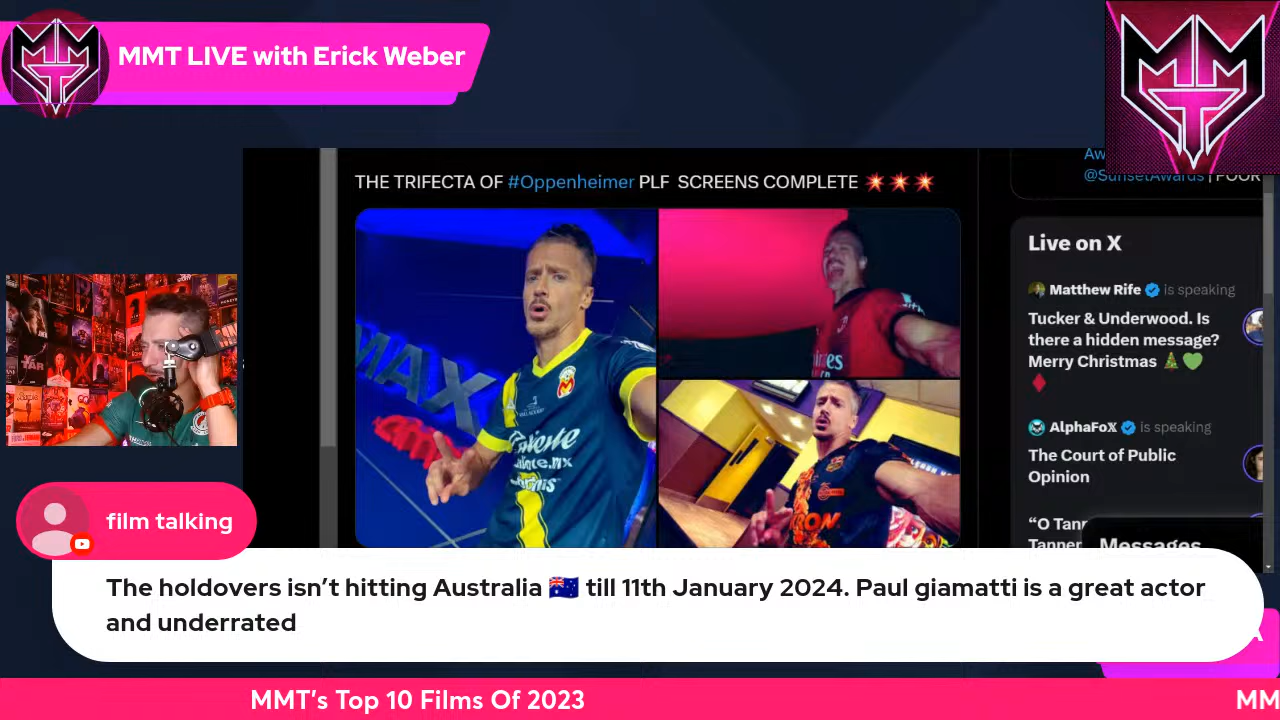 MMT LIVE with Erick Weber
THE TRIFECTA OF #Oppenheimer PLF SCREENS COMPLETE 💥💥💥
@SunsetAwards |
Live on X
Matthew Rife is speaking
Tucker & Underwood. Is
there a hidden message?
Merry Christmas 🎄💚
♦️
AlphaFoX is speaking
The Court of Public
Opinion
“O
Messages
film talking
The holdovers isn’t hitting Australia 🇦🇺 till 11th January 2024. Paul giamatti is a great actor
and underrated
MMT’s Top 10 Films Of 2023
MM